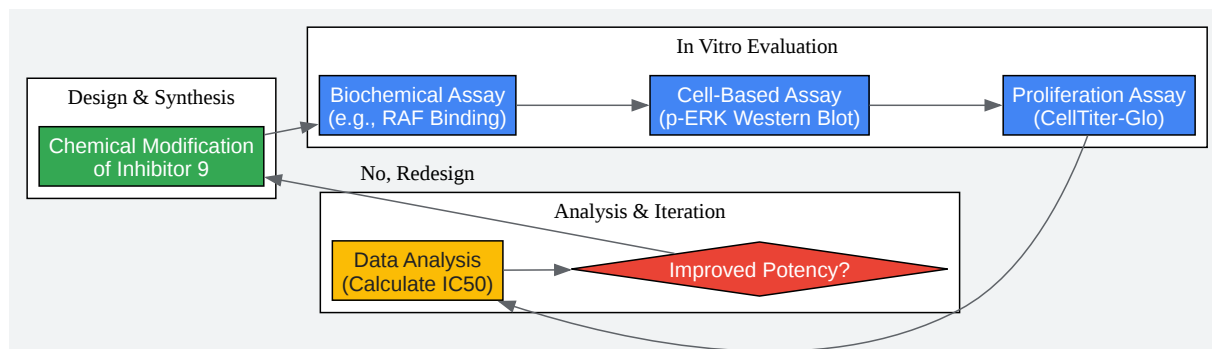 In Vitro Evaluation
Design & Synthesis
Biochemical Assay
(e.g., RAF Binding)
Cell-Based Assay
(p-ERK Western Blot)
Proliferation Assay
(CellTiter-Glo)
Chemical Modification
of Inhibitor 9
No, Redesign
Analysis & Iteration
Data Analysis
(Calculate IC50)
Improved Potency?